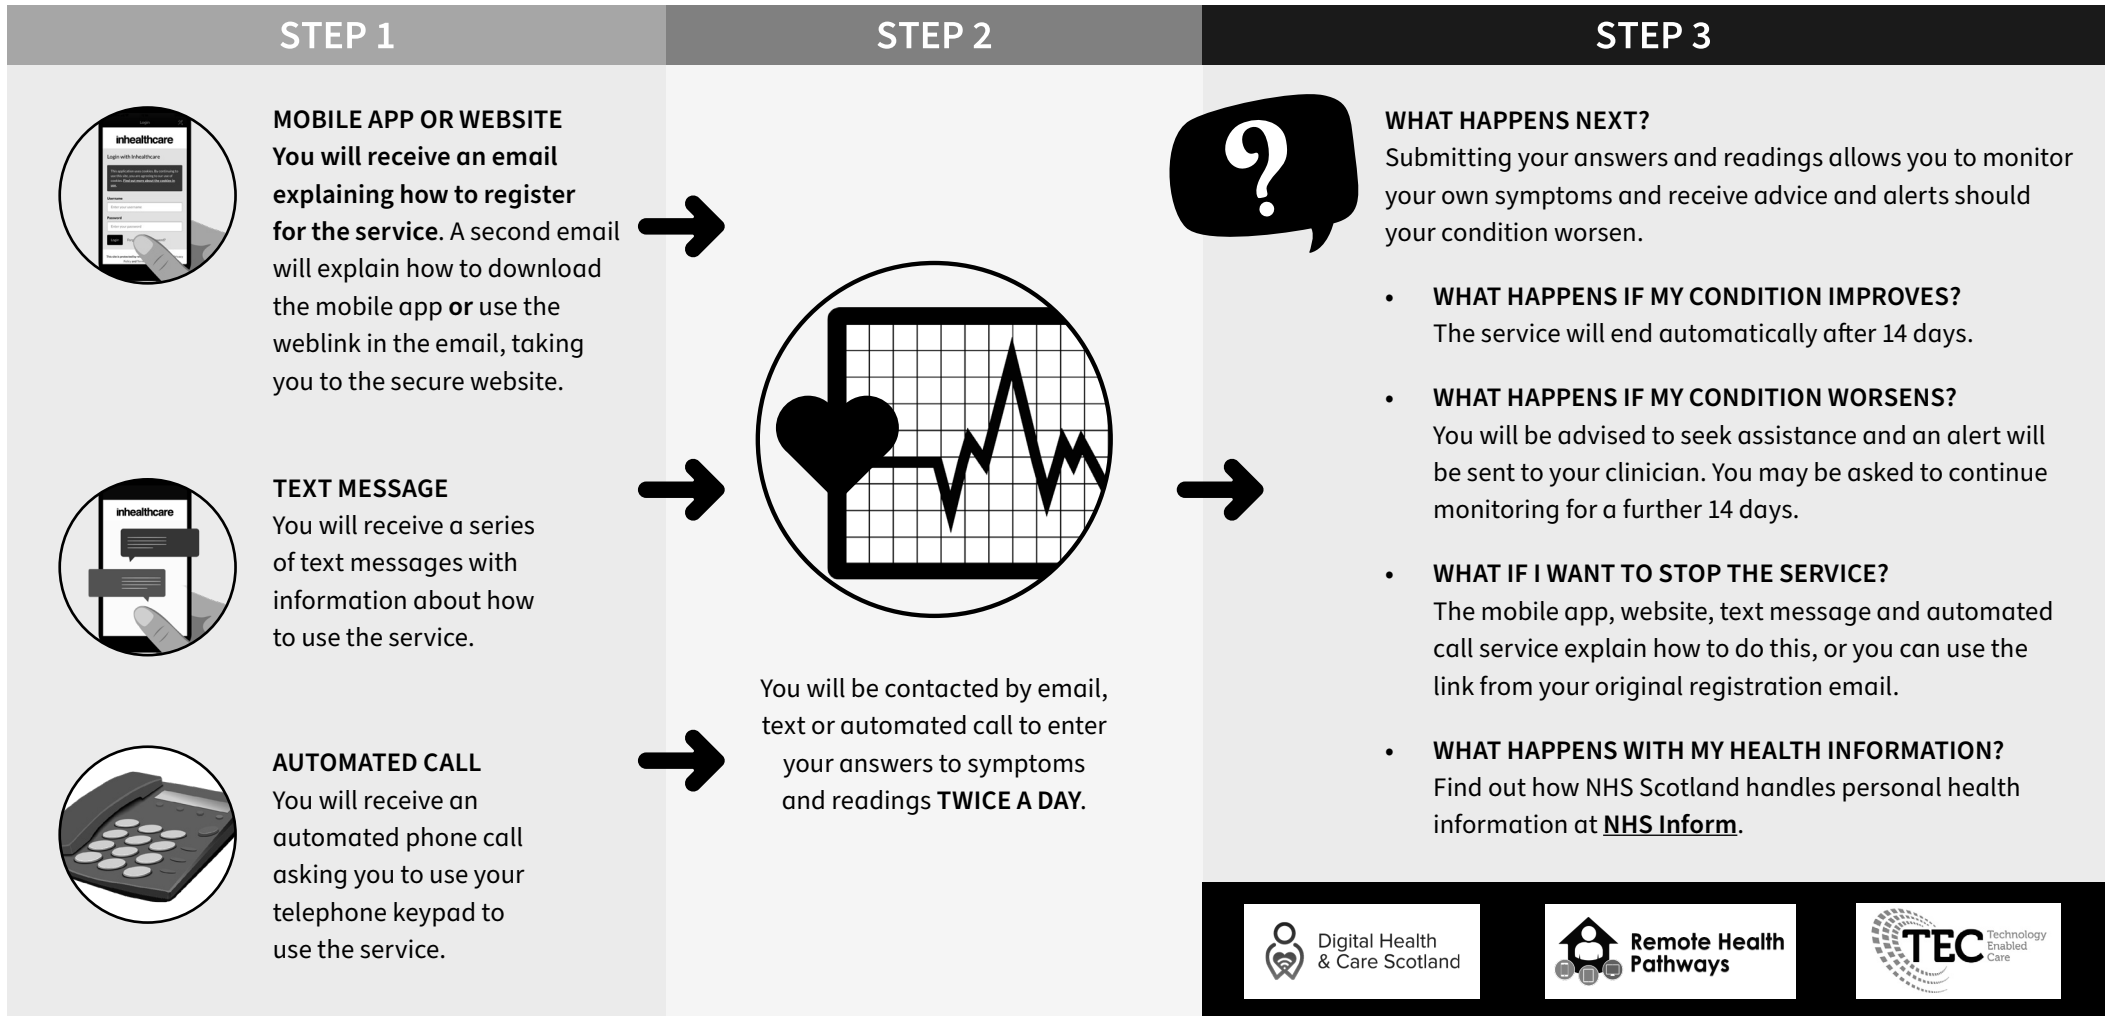 STEP 1
MOBILE APP OR WEBSITE
You will receive an email
explaining how to register
for the service. A second email
will explain how to download
the mobile app or use the
weblink in the email, taking
you to the secure website.
inhealthcare
Login with Inhealthcare
Username
Password
TEXT MESSAGE
You will receive a series
of text messages with
information about how
to use the service.
inhealthcare
AUTOMATED CALL
You will receive an
automated phone call
asking you to use your
telephone keypad to
use the service.
STEP 2
You will be contacted by email,
text or automated call to enter
your answers to symptoms
and readings TWICE A DAY.
STEP 3
?
WHAT HAPPENS NEXT?
Submitting your answers and readings allows you to monitor
your own symptoms and receive advice and alerts should
your condition worsen.
• WHAT HAPPENS IF MY CONDITION IMPROVES?
The service will end automatically after 14 days.
• WHAT HAPPENS IF MY CONDITION WORSENS?
You will be advised to seek assistance and an alert will
be sent to your clinician. You may be asked to continue
monitoring for a further 14 days.
• WHAT IF I WANT TO STOP THE SERVICE?
The mobile app, website, text message and automated
call service explain how to do this, or you can use the
link from your original registration email.
• WHAT HAPPENS WITH MY HEALTH INFORMATION?
Find out how NHS Scotland handles personal health
information at NHS Inform.
Digital Health
& Care Scotland
Remote Health
Pathways
TEC
Technology
Enabled
Care